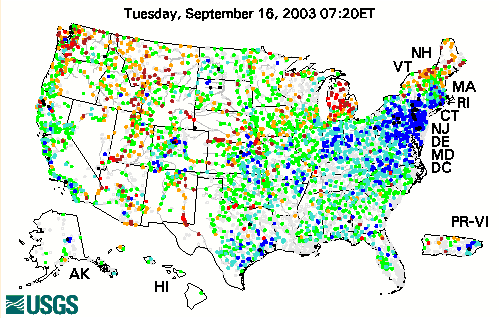 Tuesday, September 16, 2003 07:20ET
NH
VT
MA
RI
CT
NJ
DE
MD
DC
PR-VI
AK
HI
USGS